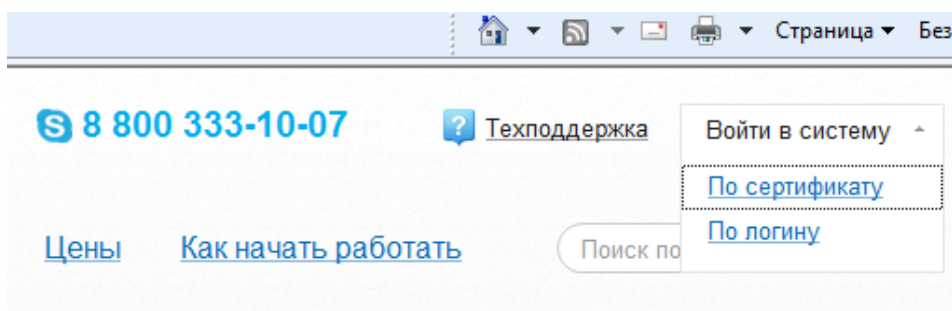 Страница Без
8 800 333-10-07 Техподдержка Войти в систему
По сертификату
Цены Как начать работать Поиск по По логину